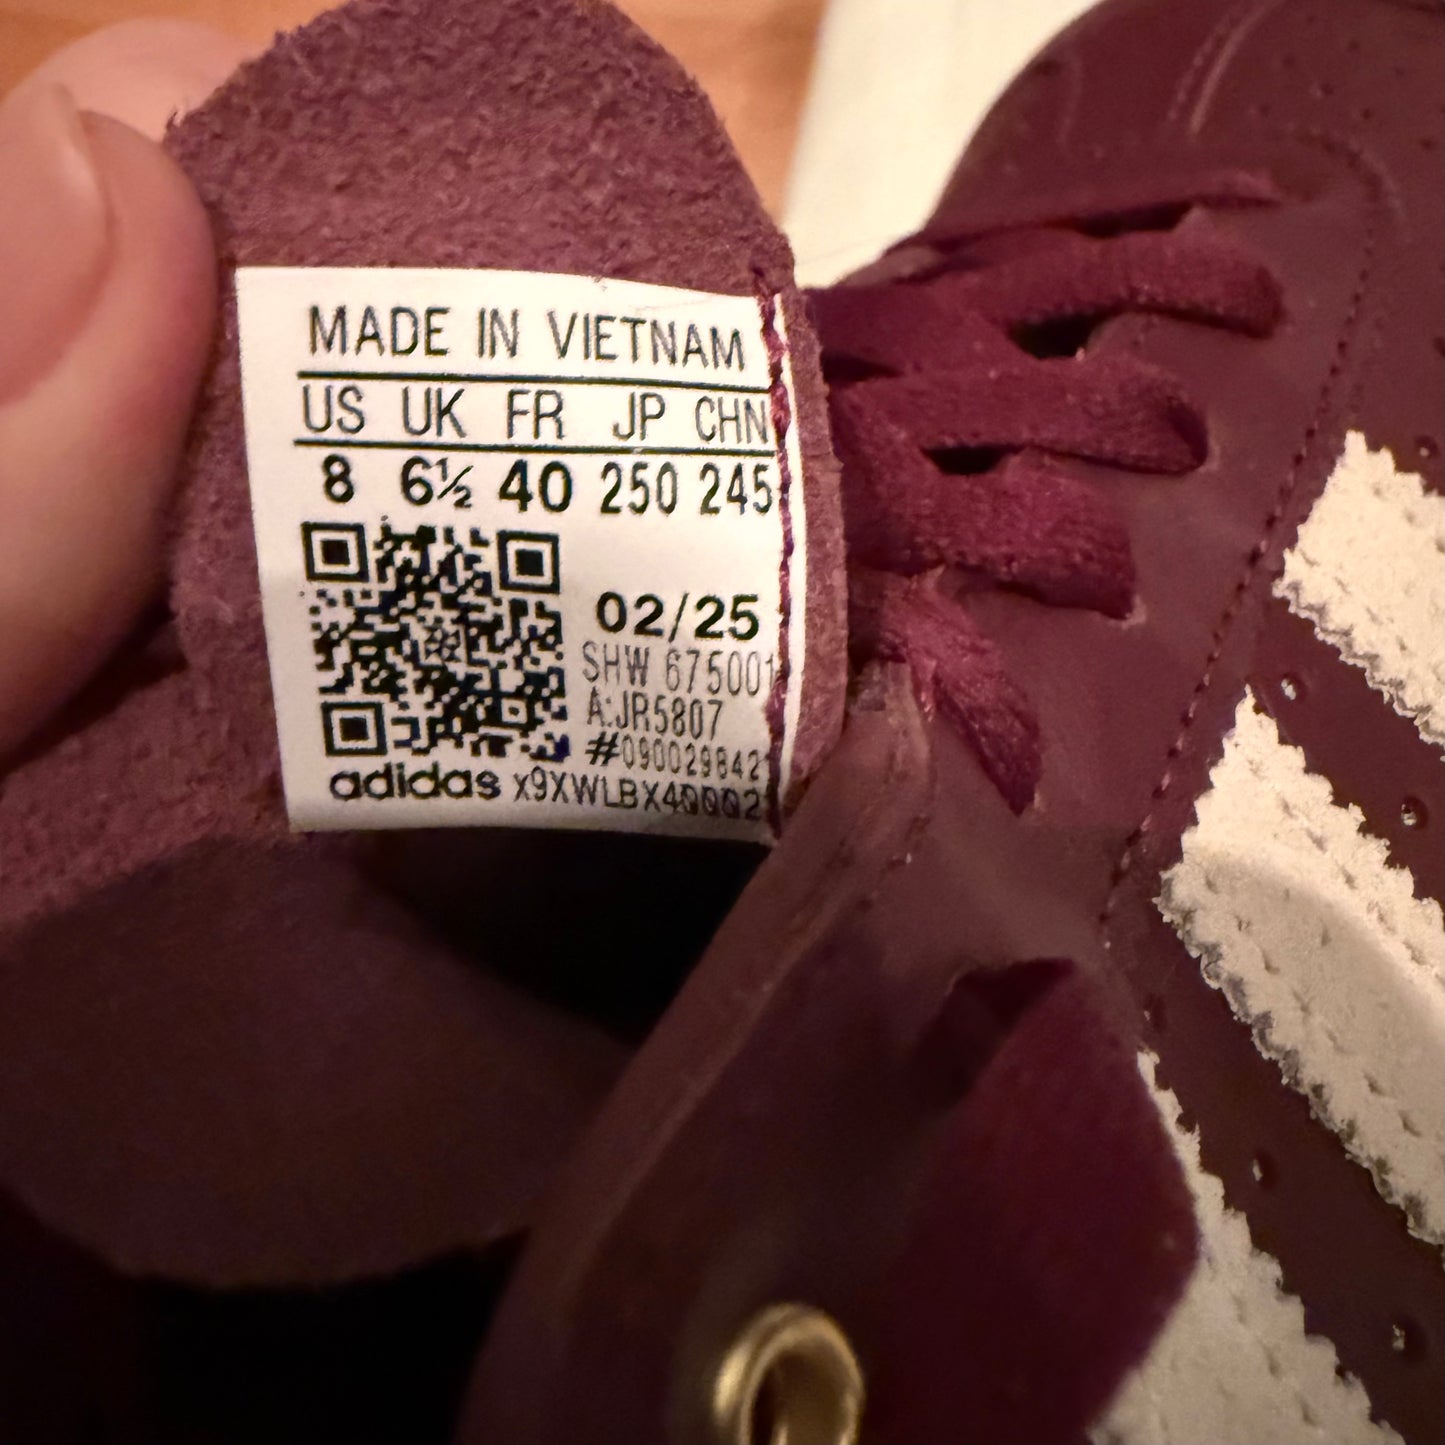 MADE IN VIETNAM
US UK FR JP CHN
8 6½ 40 250 245
02/25
SHW 675001
A:JR5807
#090029842
adidas